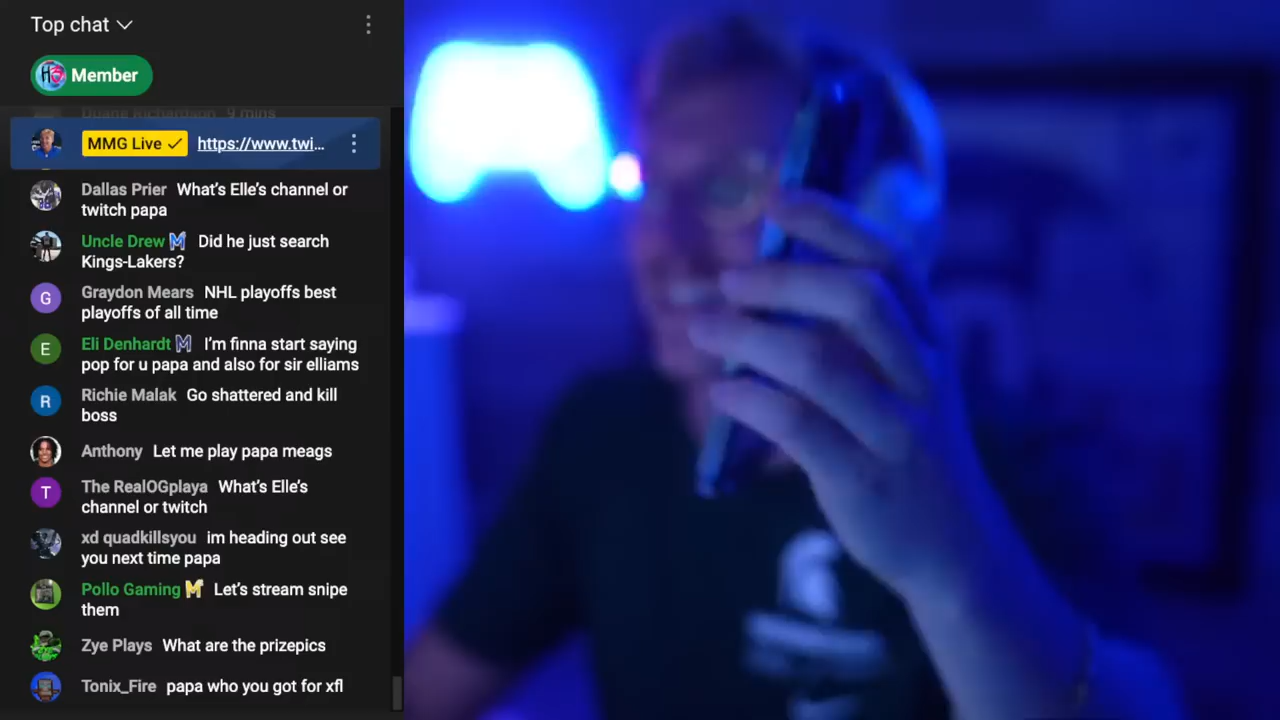 Top chat
Member
Duane Richardson 9 mins
MMG Live https://www.twi...
Dallas Prier What's Elle's channel or
twitch papa
Uncle Drew Did he just search
Kings-Lakers?
G Graydon Mears NHL playoffs best
playoffs of all time
E Eli Denhardt I'm finna start saying
pop for u papa and also for sir elliams
R Richie Malak Go shattered and kill
boss
Anthony Let me play papa meags
T The RealOGplaya What's Elle's
channel or twitch
xd quadkillsyou im heading out see
you next time papa
Pollo Gaming Let's stream snipe
them
Zye Plays What are the prizepics
Tonix_Fire papa who you got for xfl